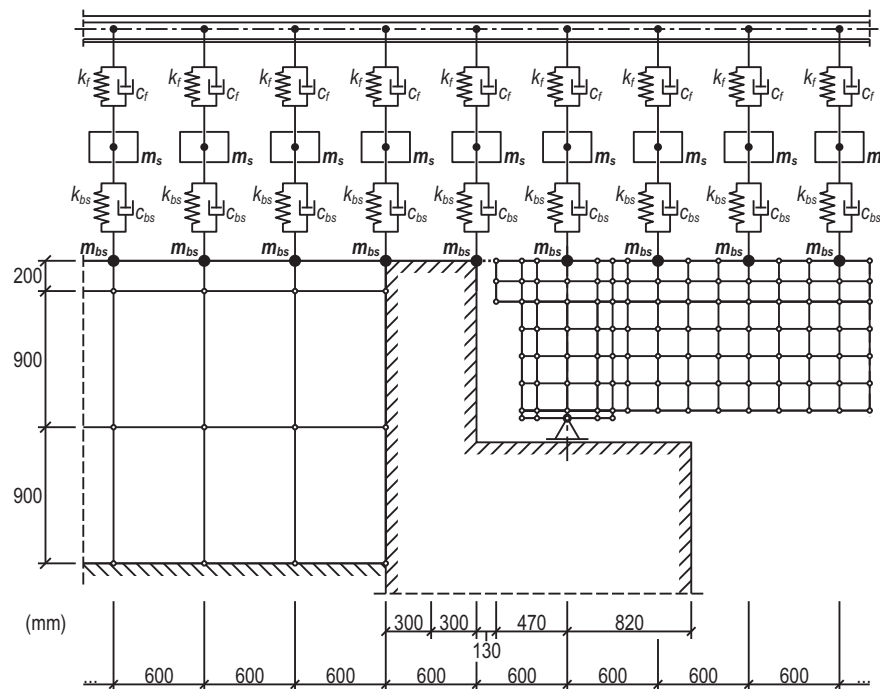 k_f c_f k_f c_f k_f c_f k_f c_f k_f c_f k_f c_f k_f c_f k_f c_f k_f c_f
m_s m_s m_s m_s m_s m_s m_s m_s m
k_bs c_bs k_bs c_bs k_bs c_bs k_bs c_bs k_bs c_bs k_bs c_bs k_bs c_bs k_bs c_bs k_bs c_bs
m_bs m_bs m_bs m_bs m_bs m_bs m_bs m_bs m_bs
200
900
900
(mm)
300 300 470 820
130
... 600 600 600 600 600 600 600 600 ...